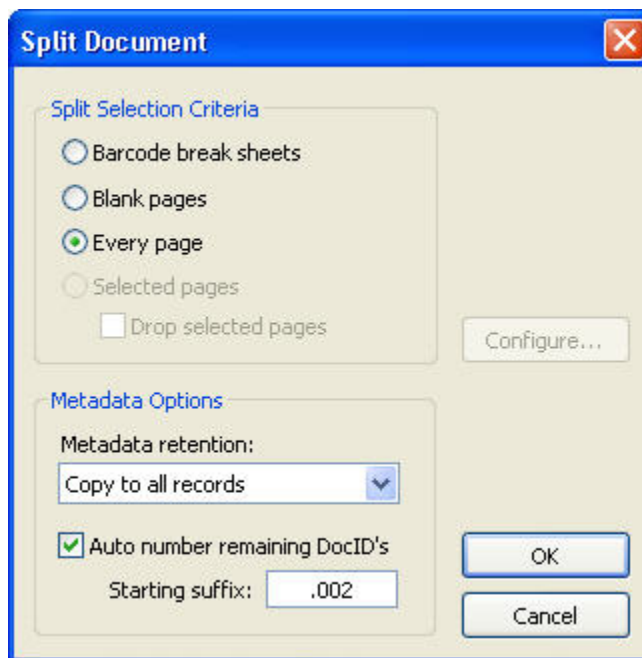 Split Document
Split Selection Criteria
Barcode break sheets
Blank pages
Every page
Selected pages
Drop selected pages
Configure...
Metadata Options
Metadata retention:
Copy to all records
Auto number remaining DocID's
Starting suffix: .002
OK
Cancel